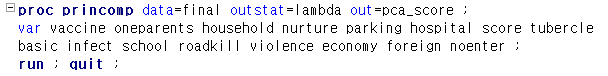 proc princomp data=final outstat=lambda out=pca_score ;
var vaccine oneparents household nurture parking hospital score tubercle
basic infect school roadkill violence economy foreign noenter ;
run ; quit ;